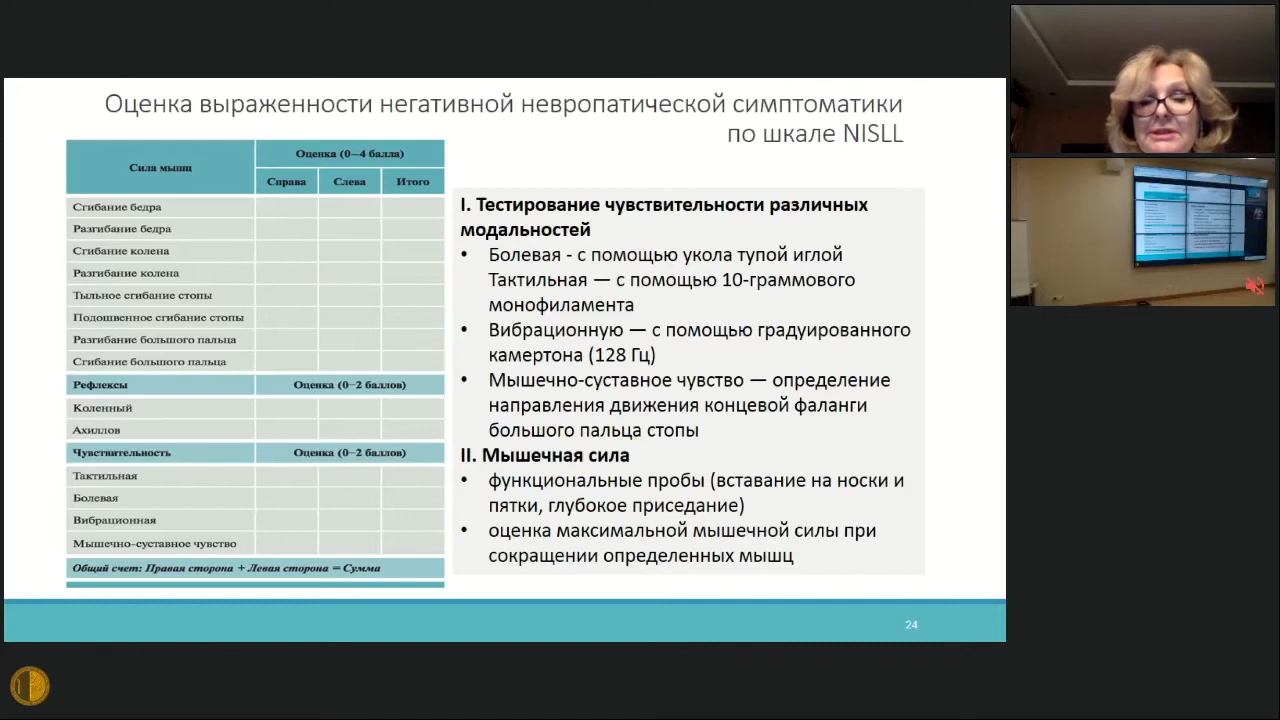 Оценка выраженности негативной невропатической симптоматики
по шкале NISLL
Сила мышц
Оценка (0—4 балла)
Справа
Слева
Итого
Сгибание бедра
Разгибание бедра
Сгибание колена
Разгибание колена
Тыльное сгибание стопы
Подошвенное сгибание стопы
Разгибание большого пальца
Сгибание большого пальца
Рефлексы
Оценка (0—2 баллов)
Коленный
Ахиллов
Чувствительность
Оценка (0—2 баллов)
Тактильная
Болевая
Вибрационная
Мышечно-суставное чувство
Общий счет: Правая сторона + Левая сторона = Сумма
I. Тестирование чувствительности различных
модальностей
• Болевая - с помощью укола тупой иглой
Тактильная — с помощью 10-граммового
монофиламента
• Вибрационную — с помощью градуированного
камертона (128 Гц)
• Мышечно-суставное чувство — определение
направления движения концевой фаланги
большого пальца стопы
II. Мышечная сила
• функциональные пробы (вставание на носки и
пятки, глубокое приседание)
• оценка максимальной мышечной силы при
сокращении определенных мышц
24